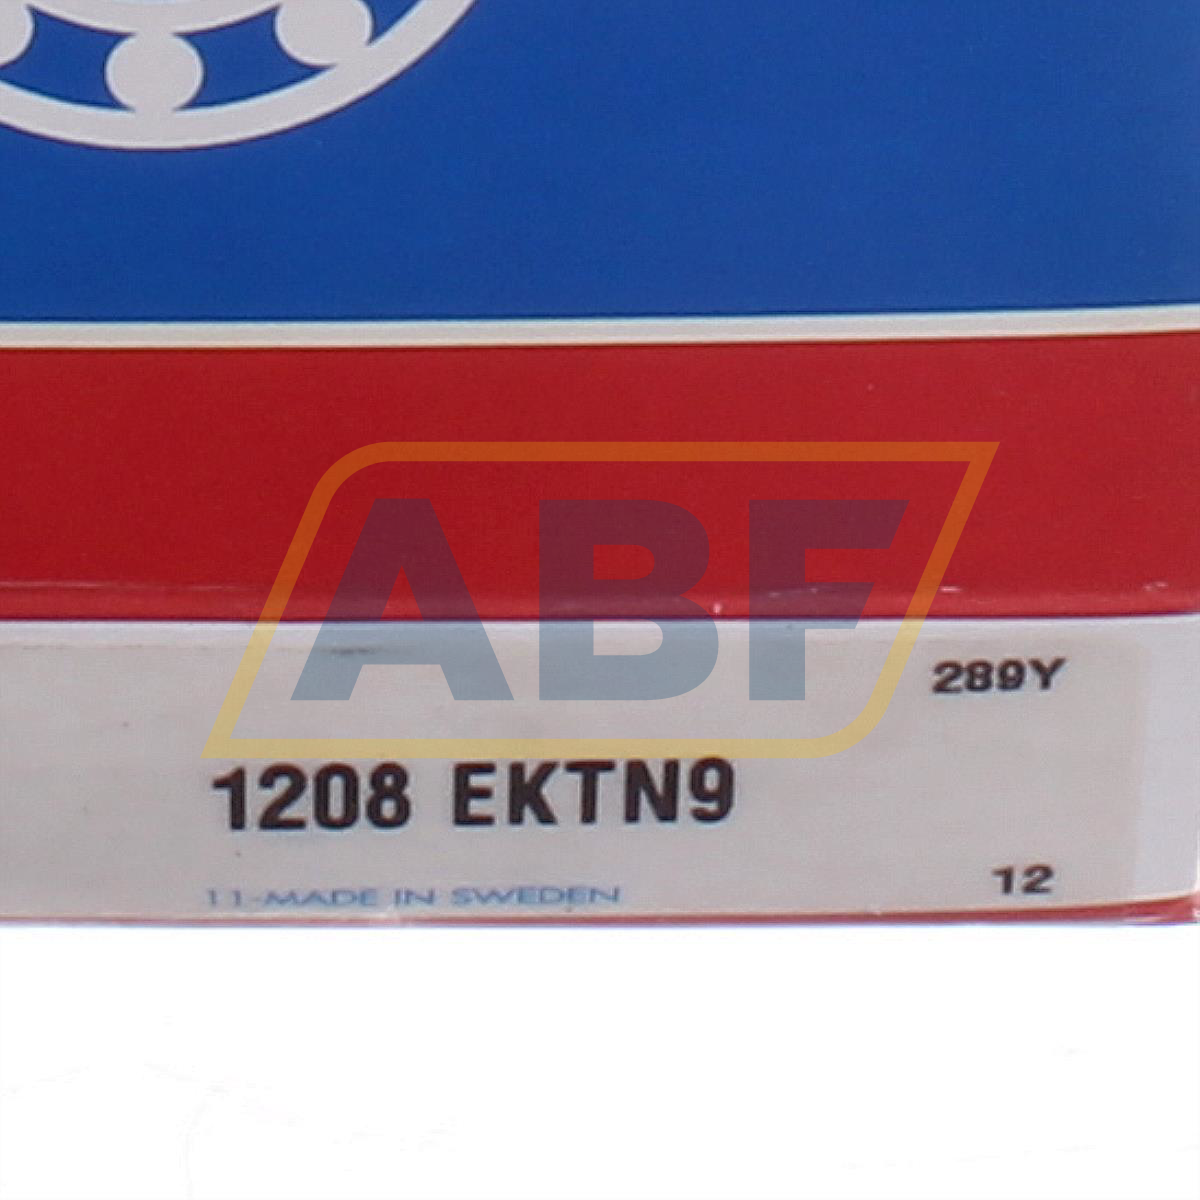 ABF
289Y
1208 EKTN9
12
11-MADE IN SWEDEN